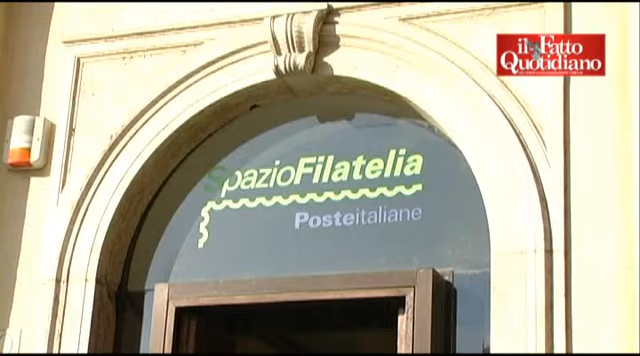 il Fatto
Quotidiano
SpazioFilatelia
Posteitaliane